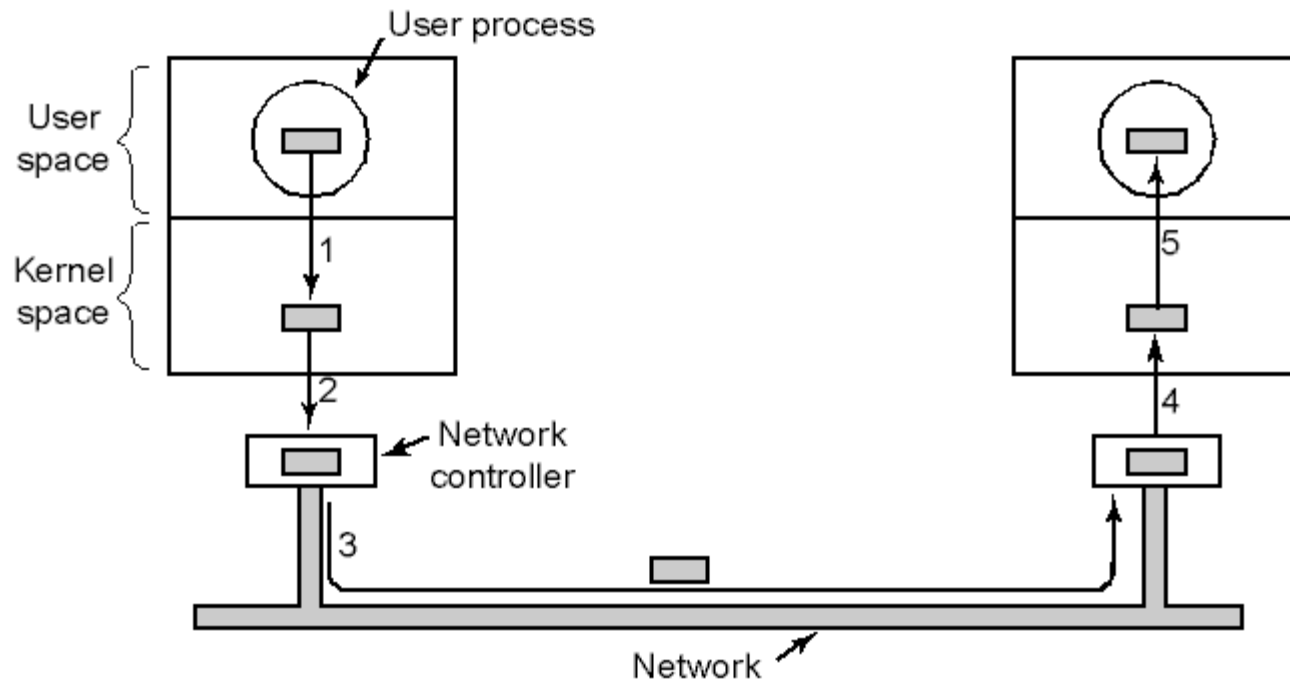 User process
User
space
1
5
Kernel
space
2
4
Network
controller
3
Network